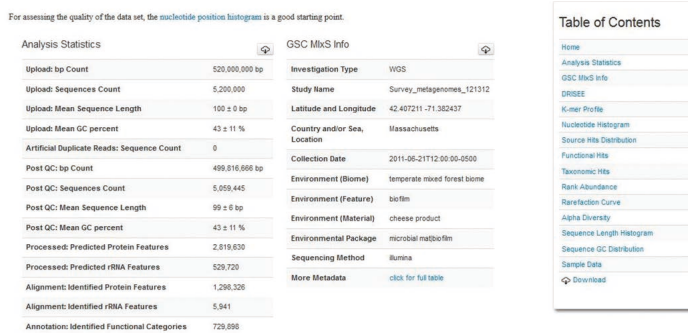 For assessing the quality of the data set, the nucleotide position histogram is a good starting point.
Analysis Statistics
Upload: bp Count 520,000,000 bp
Upload: Sequences Count 5,200,000
Upload: Mean Sequence Length 100 ± 0 bp
Upload: Mean GC percent 43 ± 11 %
Artificial Duplicate Reads: Sequence Count 0
Post QC: bp Count 499,816,666 bp
Post QC: Sequences Count 5,059,445
Post QC: Mean Sequence Length 99 ± 6 bp
Post QC: Mean GC percent 43 ± 11 %
Processed: Predicted Protein Features 2,819,630
Processed: Predicted rRNA Features 529,720
Alignment: Identified Protein Features 1,298,326
Alignment: Identified rRNA Features 5,941
Annotation: Identified Functional Categories 729,898
GSC MIxS Info
Investigation Type WGS
Study Name Survey_metagenomes_121312
Latitude and Longitude 42.407211 -71.382437
Country and/or Sea, Massachusetts
Location
Collection Date 2011-06-21T12:00:00-0500
Environment (Biome) temperate mixed forest biome
Environment (Feature) biofilm
Environment (Material) cheese product
Environmental Package microbial mat|biofilm
Sequencing Method illumina
More Metadata click for full table
Table of Contents
Home
Analysis Statistics
GSC MIxS Info
DRISEE
K-mer Profile
Nucleotide Histogram
Source Hits Distribution
Functional Hits
Taxonomic Hits
Rank Abundance
Rarefaction Curve
Alpha Diversity
Sequence Length Histogram
Sequence GC Distribution
Sample Data
Download